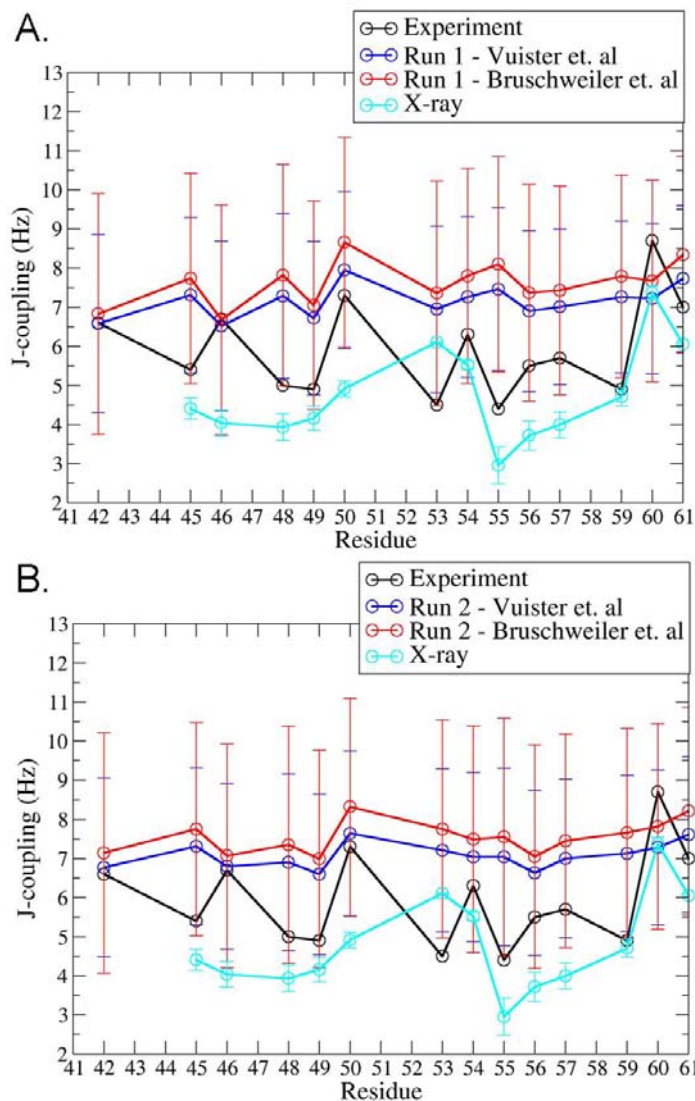 A.
Experiment
Run 1 - Vuister et. al
Run 1 - Bruschweiler et. al
X-ray
13
12
11
10
9
8
7
6
5
4
3
2
J-coupling (Hz)
41 42 43 44 45 46 47 48 49 50 51 52 53 54 55 56 57 58 59 60 61
Residue
B.
Experiment
Run 2 - Vuister et. al
Run 2 - Bruschweiler et. al
X-ray
13
12
11
10
9
8
7
6
5
4
3
2
J-coupling (Hz)
41 42 43 44 45 46 47 48 49 50 51 52 53 54 55 56 57 58 59 60 61
Residue